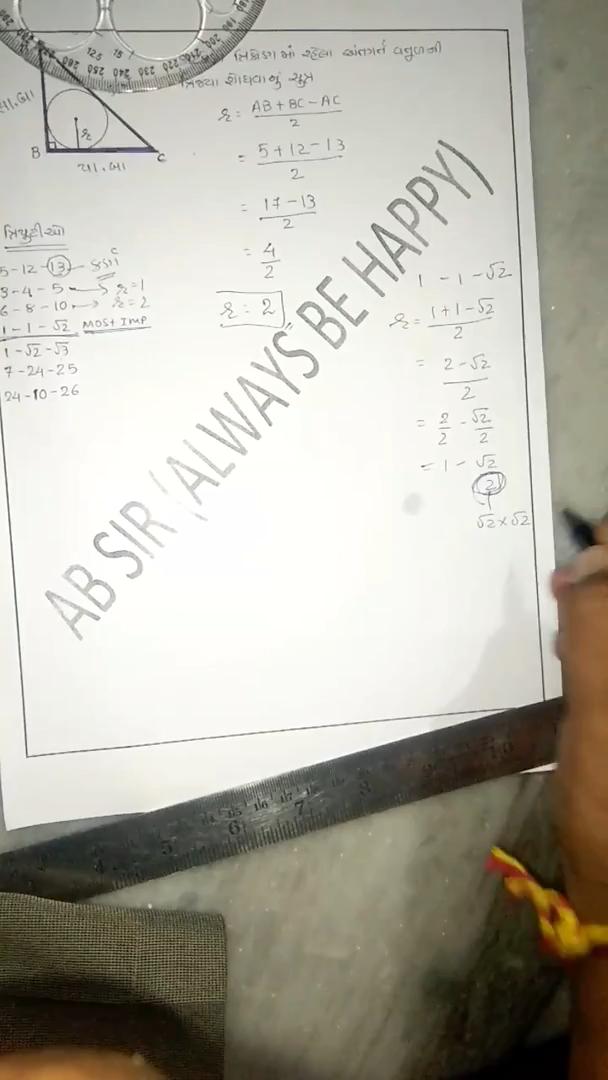 ત્રિકોણ માં રહેલા અંતર્ગત વર્તુળની
ત્રિજ્યા શોધવાનું સૂત્ર
r = AB + BC - AC / 2
= 5 + 12 - 13 / 2
= 17 - 13 / 2
= 4 / 2
r = 2
સા.બા
B
r
C
પા.બા
ત્રિપુટીઓ
5 - 12 - 13 - કર્ણ
3 - 4 - 5 → r = 1
6 - 8 - 10 → r = 2
1 - 1 - √2 MOST IMP
1 - √2 - √3
7 - 24 - 25
24 - 10 - 26
1 - 1 - √2
r = 1 + 1 - √2 / 2
= 2 - √2 / 2
= 2/2 - √2/2
= 1 - √2 / 2
√2 × √2
AB SIR (ALWAYS BE HAPPY)